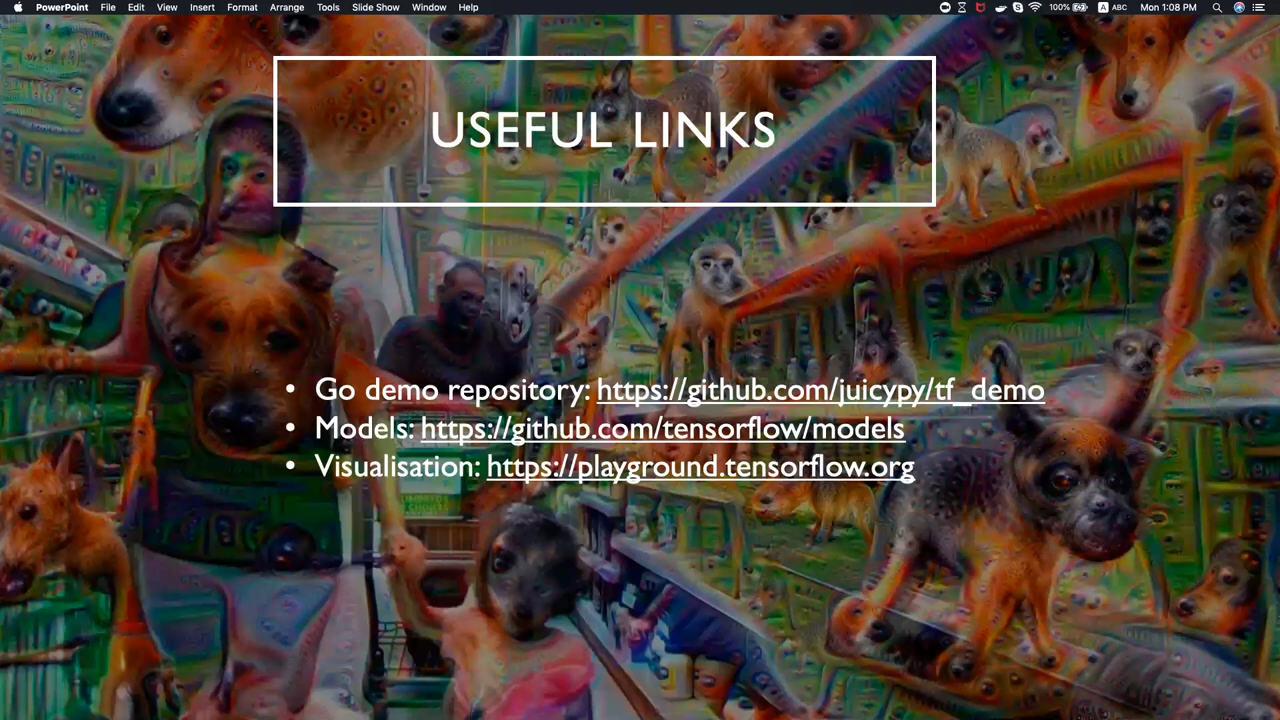 PowerPoint File Edit View Insert Format Arrange Tools Slide Show Window Help 100% A ABC Mon 1:08 PM
USEFUL LINKS
• Go demo repository: https://github.com/juicypy/tf_demo
• Models: https://github.com/tensorflow/models
• Visualisation: https://playground.tensorflow.org